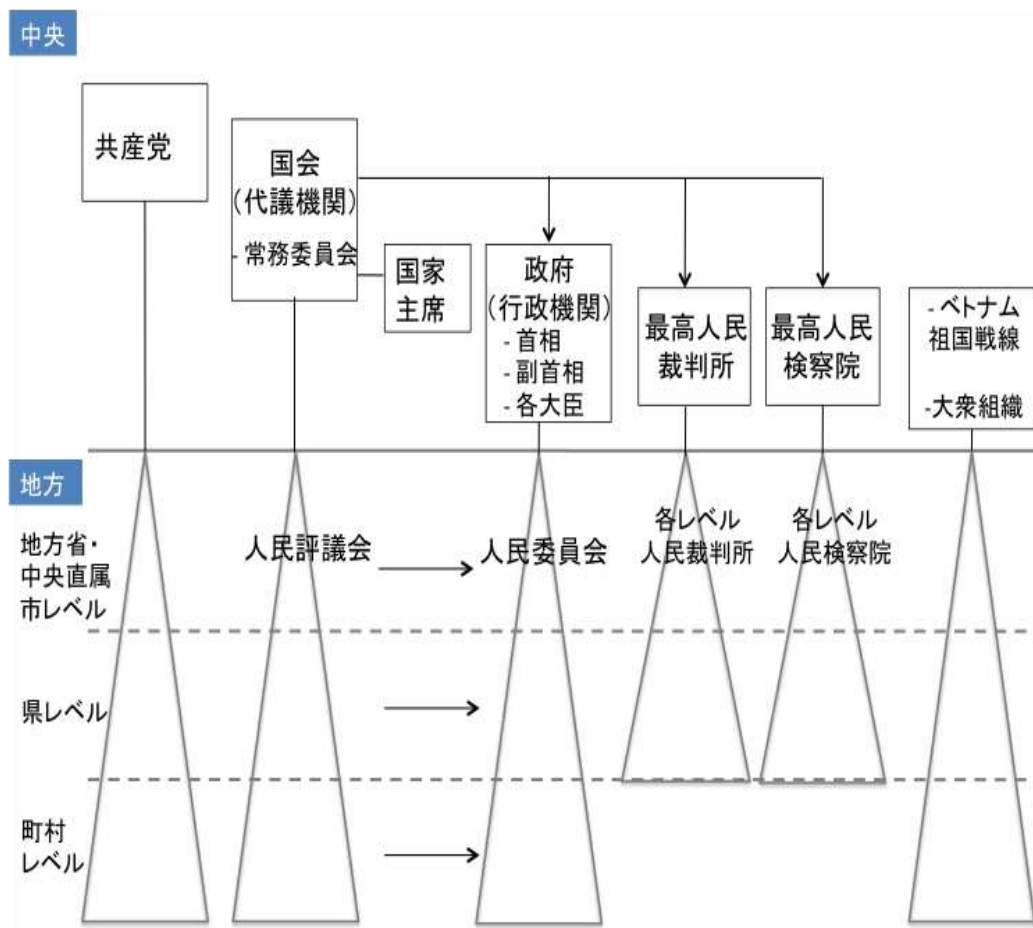 中央
共産党
国会
(代議機関)
- 常務委員会
国家
主席
政府
(行政機関)
- 首相
- 副首相
- 各大臣
最高人民
裁判所
最高人民
検察院
- ベトナム
祖国戦線
-大衆組織
地方
地方省・
中央直属
市レベル
人民評議会
人民委員会
各レベル
人民裁判所
各レベル
人民検察院
県レベル
町村
レベル